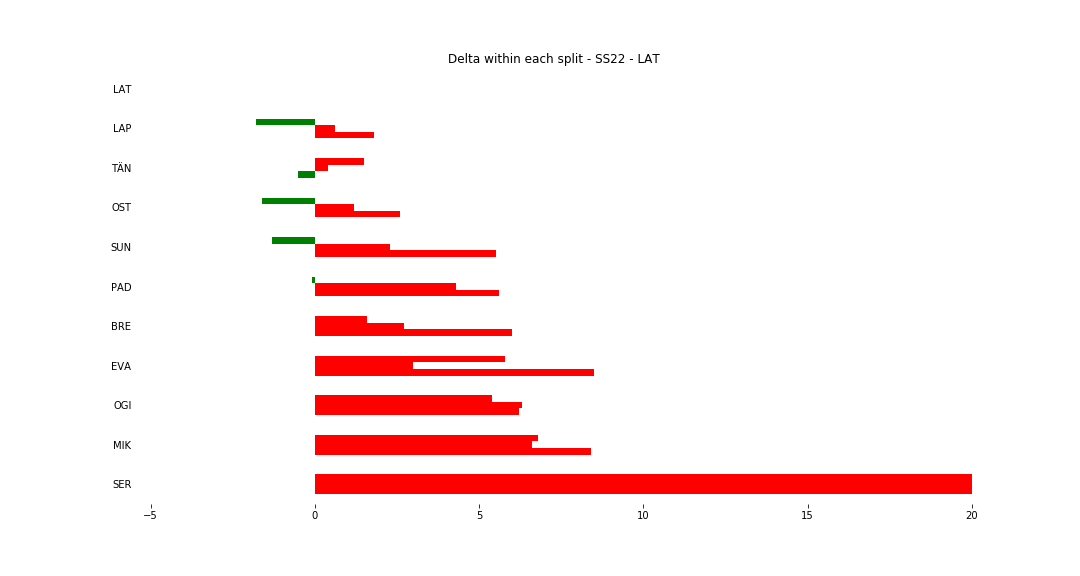 Delta within each split - SS22 - LAT
LAT
LAP
TÄN
OST
SUN
PAD
BRE
EVA
OGI
MIK
SER
−5 0 5 10 15 20